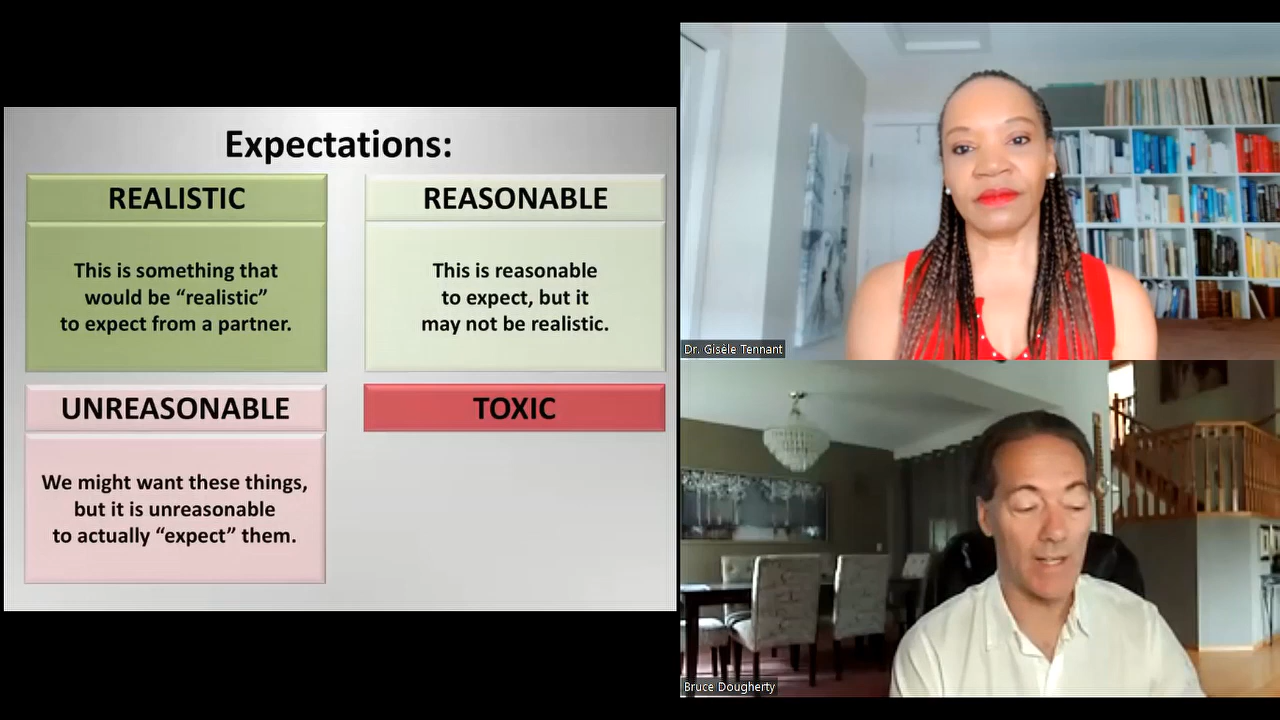 Expectations:
REALISTIC
This is something that
would be “realistic”
to expect from a partner.
REASONABLE
This is reasonable
to expect, but it
may not be realistic.
UNREASONABLE
We might want these things,
but it is unreasonable
to actually “expect” them.
TOXIC
Dr. Gisèle Tennant
Bruce Dougherty